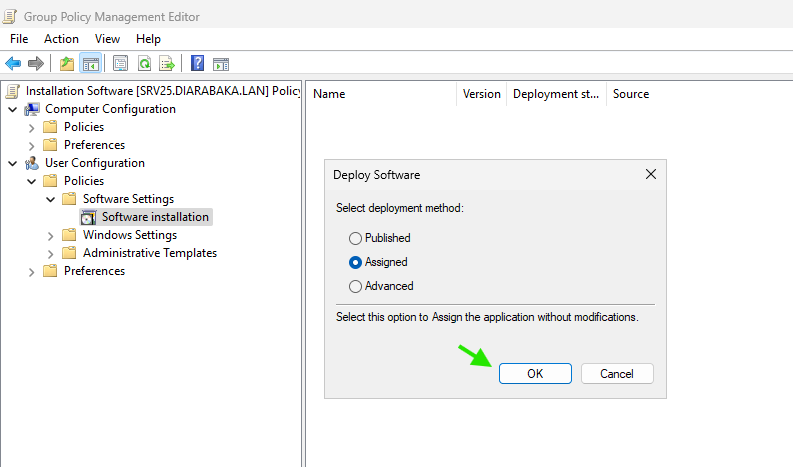 Group Policy Management Editor
File Action View Help
Installation Software [SRV25.DIARABAKA.LAN] Policy
Computer Configuration
Policies
Preferences
User Configuration
Policies
Software Settings
Software installation
Windows Settings
Administrative Templates
Preferences
Name Version Deployment st... Source
Deploy Software
Select deployment method:
Published
Assigned
Advanced
Select this option to Assign the application without modifications.
OK Cancel